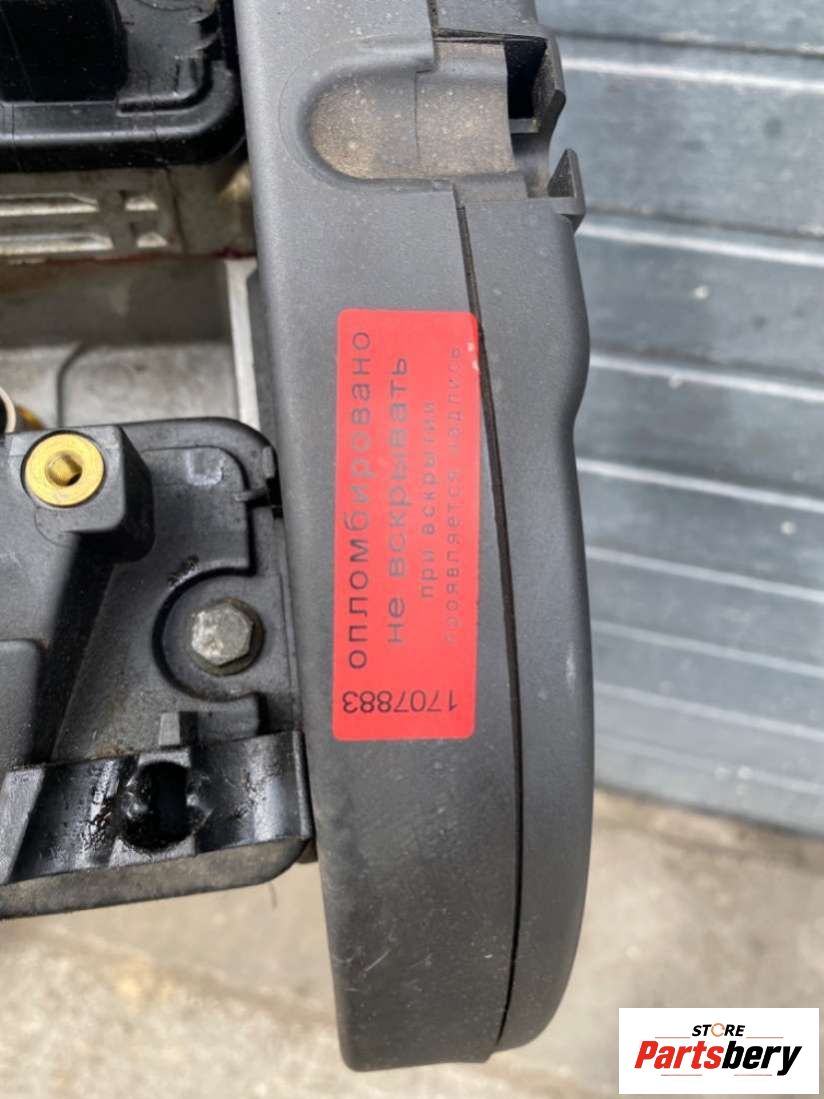 опломбировано
не вскрывать
при вскрытии
проявляется надпись
1707883
STORE
Partsbery